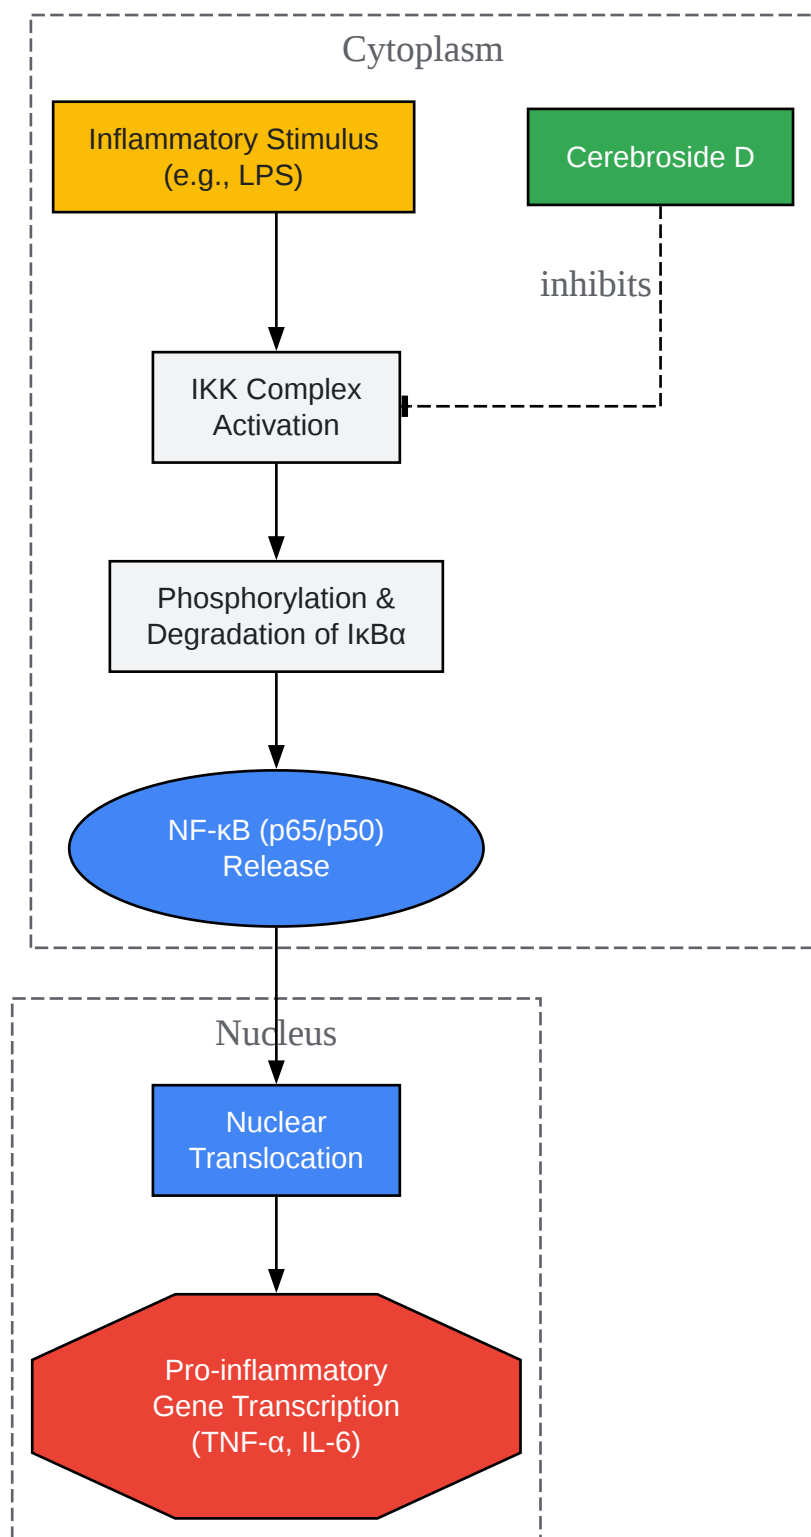 Cytoplasm
Inflammatory Stimulus
(e.g., LPS)
Cerebroside D
inhibits
IKK Complex
Activation
Phosphorylation &
Degradation of IκBα
NF-κB (p65/p50)
Release
Nucleus
Nuclear
Translocation
Pro-inflammatory
Gene Transcription
(TNF-α, IL-6)